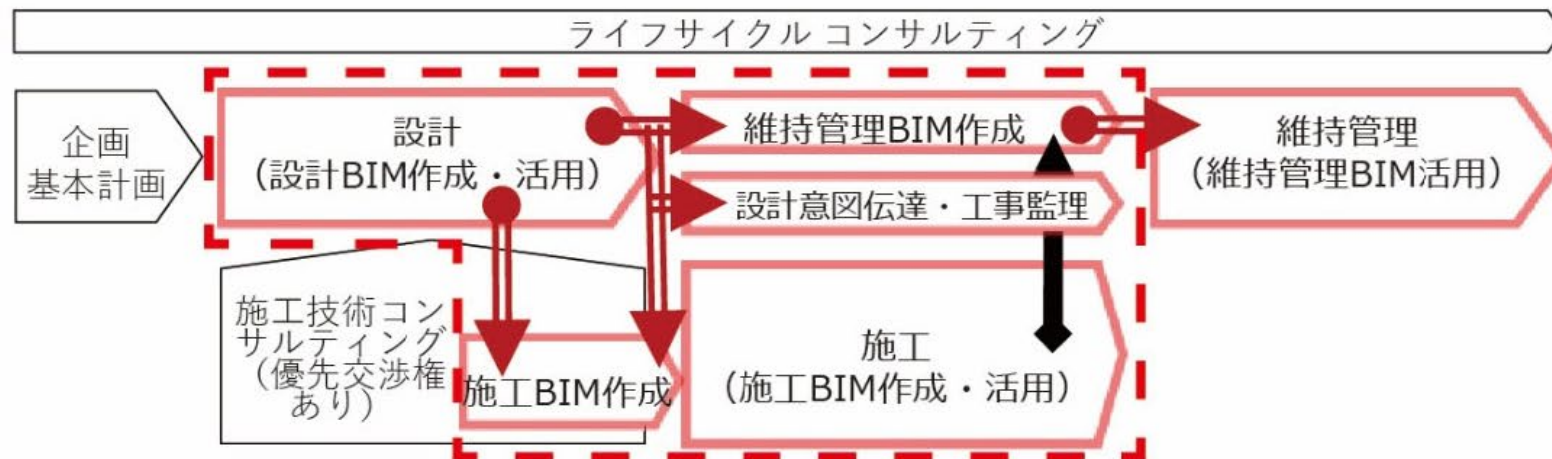 ライフサイクル コンサルティング
企画
基本計画
設計
（設計BIM作成・活用）
維持管理BIM作成
設計意図伝達・工事監理
維持管理
（維持管理BIM活用）
施工技術コン
サルティング
（優先交渉権
あり）
施工BIM作成
施工
（施工BIM作成・活用）